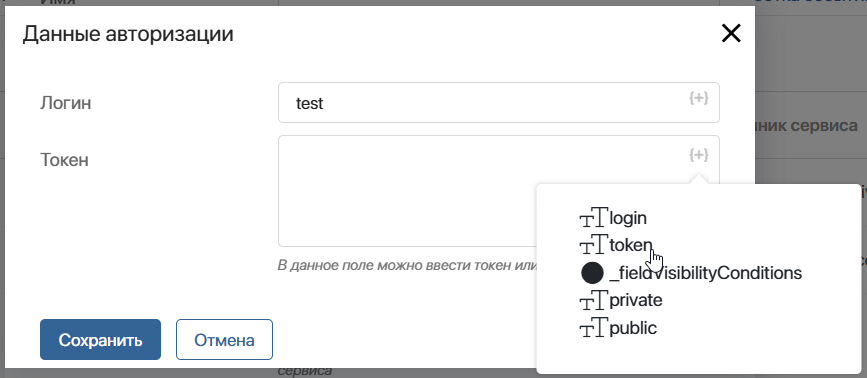 Имя
Данные авторизации
Логин
test
{+}
ник сервиса
Токен
{+}
login
token
_fieldVisibilityConditions
private
public
В данное поле можно ввести токен или
Сохранить
Отмена
сервиса